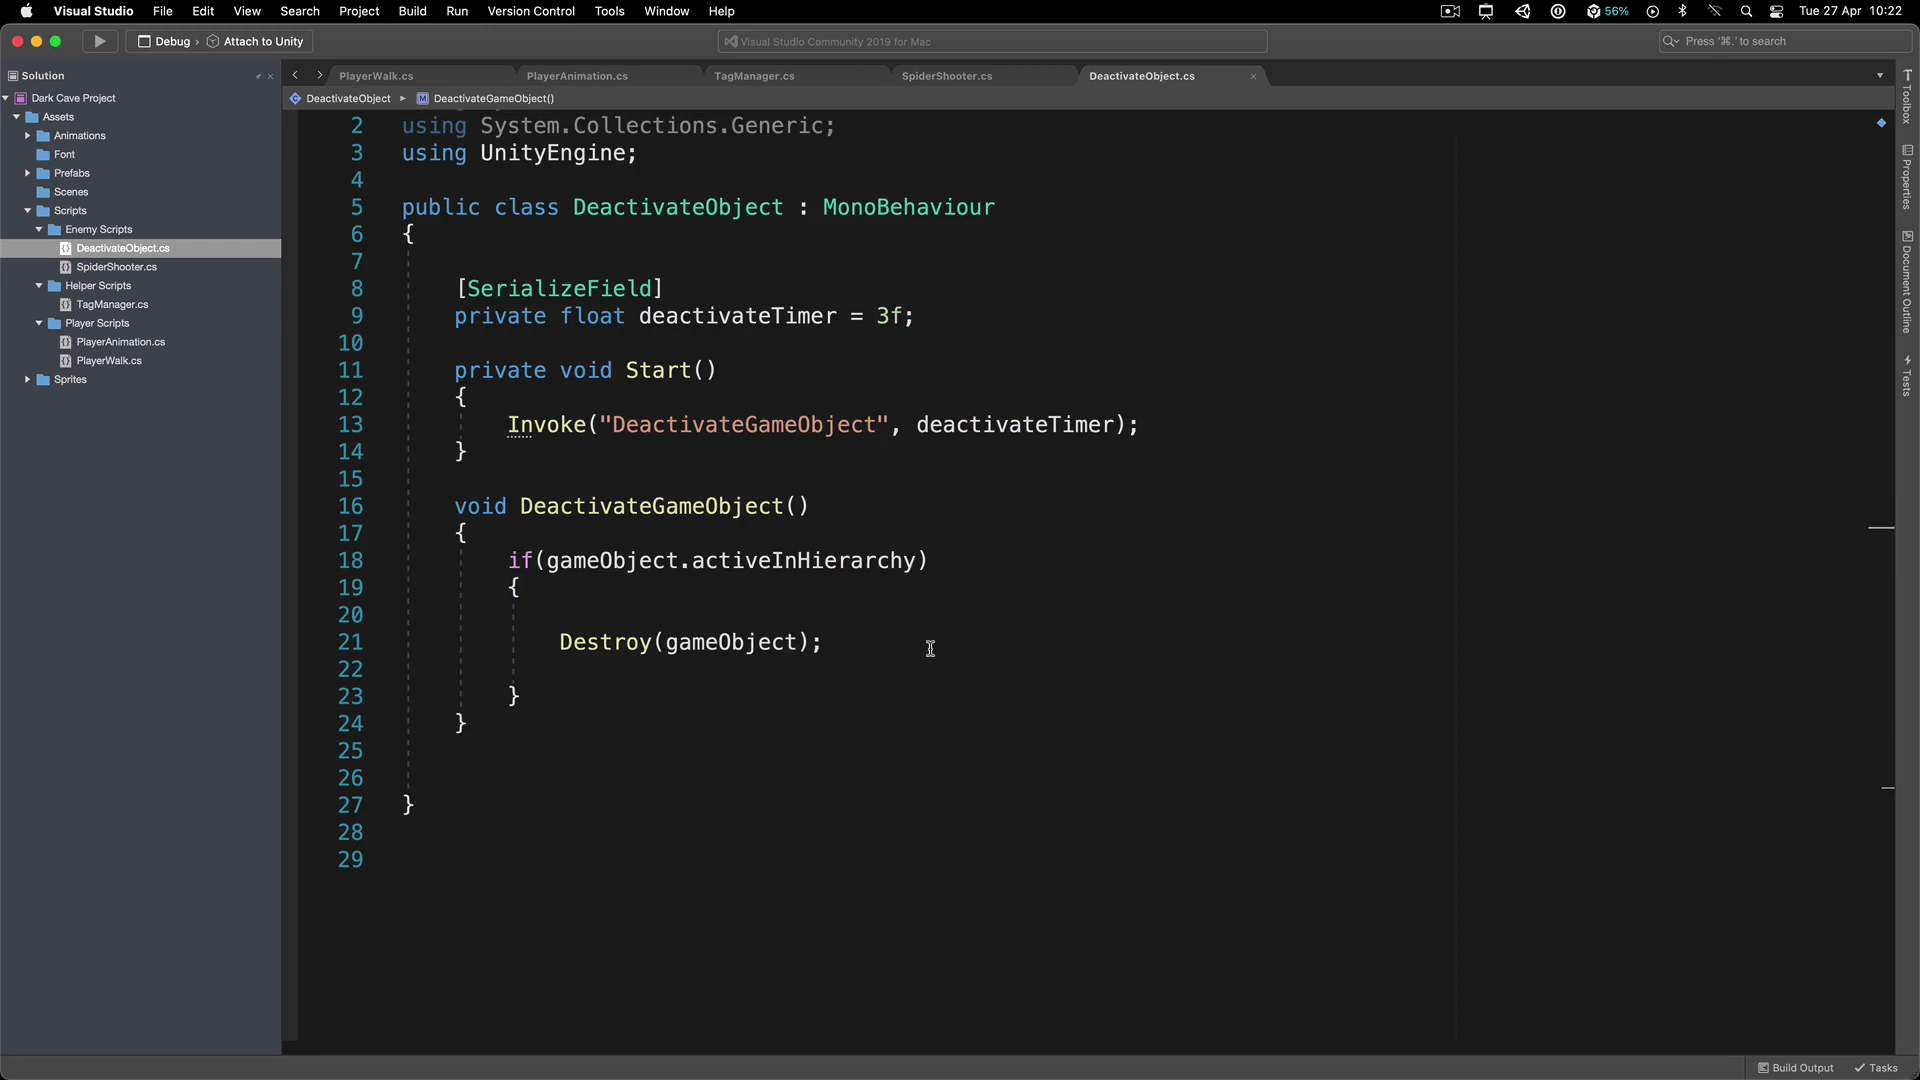 Visual Studio File Edit View Search Project Build Run Version Control Tools Window Help 56% Tue 27 Apr 10:22
Debug Attach to Unity Visual Studio Community 2019 for Mac Press '⌘.' to search
Solution
Dark Cave Project
Assets
Animations
Font
Prefabs
Scenes
Scripts
Enemy Scripts
DeactivateObject.cs
SpiderShooter.cs
Helper Scripts
TagManager.cs
Player Scripts
PlayerAnimation.cs
PlayerWalk.cs
Sprites
PlayerWalk.cs PlayerAnimation.cs TagManager.cs SpiderShooter.cs DeactivateObject.cs
DeactivateObject DeactivateGameObject()
2 using System.Collections.Generic;
3 using UnityEngine;
4
5 public class DeactivateObject : MonoBehaviour
6 {
7
8 [SerializeField]
9 private float deactivateTimer = 3f;
10
11 private void Start()
12 {
13 Invoke("DeactivateGameObject", deactivateTimer);
14 }
15
16 void DeactivateGameObject()
17 {
18 if(gameObject.activeInHierarchy)
19 {
20
21 Destroy(gameObject);
22
23 }
24 }
25
26
27 }
28
29
Toolbox
Properties
Document Outline
Tests
Build Output Tasks